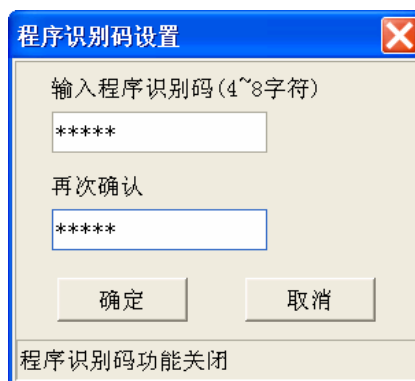 程序识别码设置
输入程序识别码(4~8字符)
*****
再次确认
*****
确定 取消
程序识别码功能关闭